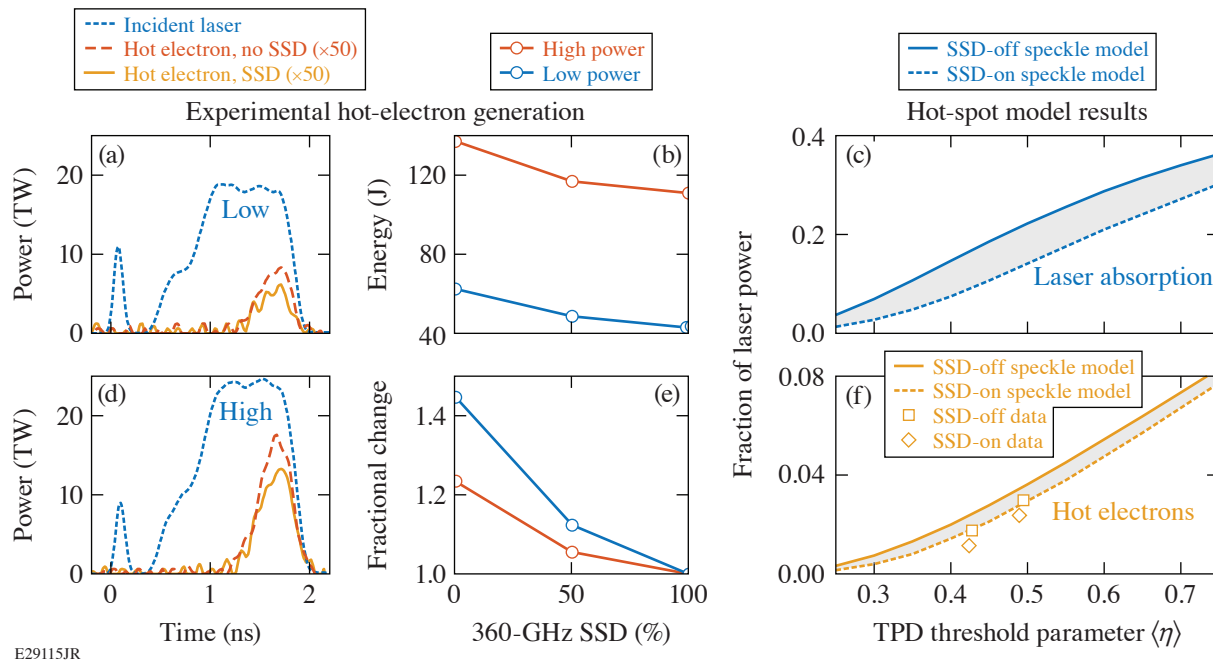 Incident laser
Hot electron, no SSD (×50)
Hot electron, SSD (×50)
High power
Low power
SSD-off speckle model
SSD-on speckle model
Experimental hot-electron generation
Hot-spot model results
(a)
Power (TW)
20
10
0
Low
(b)
Energy (J)
120
80
40
(c)
0.4
0.2
0.0
Laser absorption
Fraction of laser power
(d)
Power (TW)
20
10
0
High
0
1
2
Time (ns)
(e)
Fractional change
1.4
1.2
1.0
0
50
100
360-GHz SSD (%)
(f)
0.08
0.04
0.00
SSD-off speckle model
SSD-on speckle model
SSD-off data
SSD-on data
Hot electrons
0.3
0.4
0.5
0.6
0.7
TPD threshold parameter ⟨η⟩
E29115JR